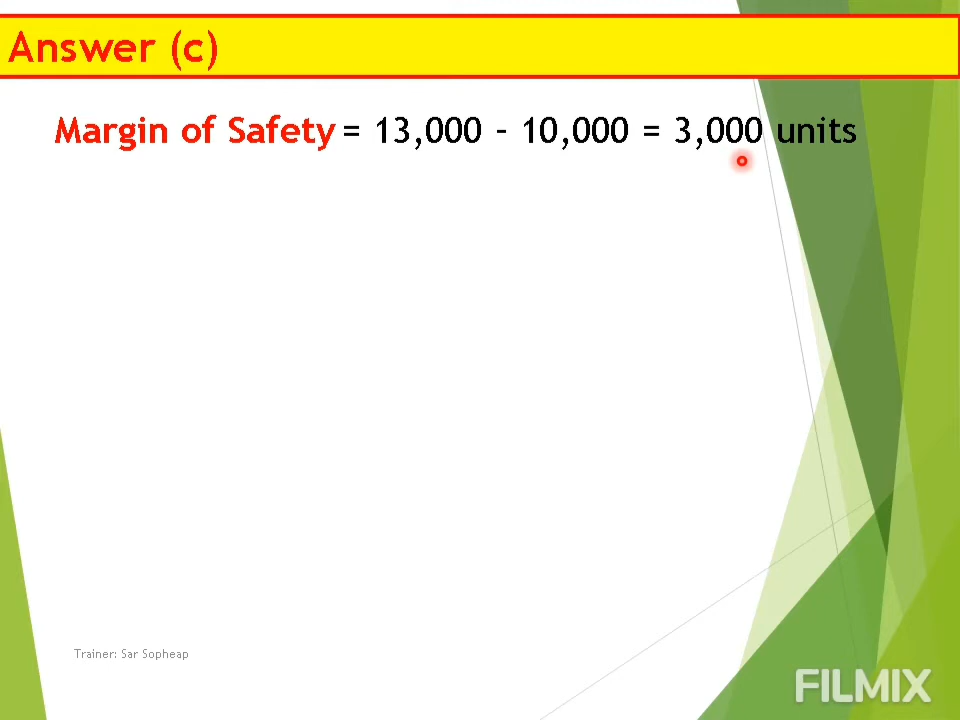 Answer (c)
Margin of Safety = 13,000 – 10,000 = 3,000 units
Trainer: Sar Sopheap
FILMIX